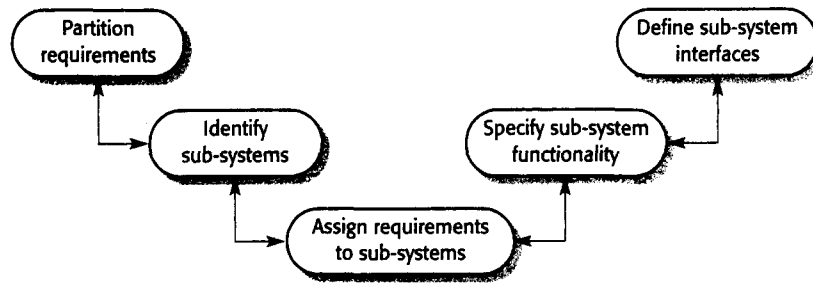 Partition
requirements
Identify
sub-systems
Assign requirements
to sub-systems
Specify sub-system
functionality
Define sub-system
interfaces